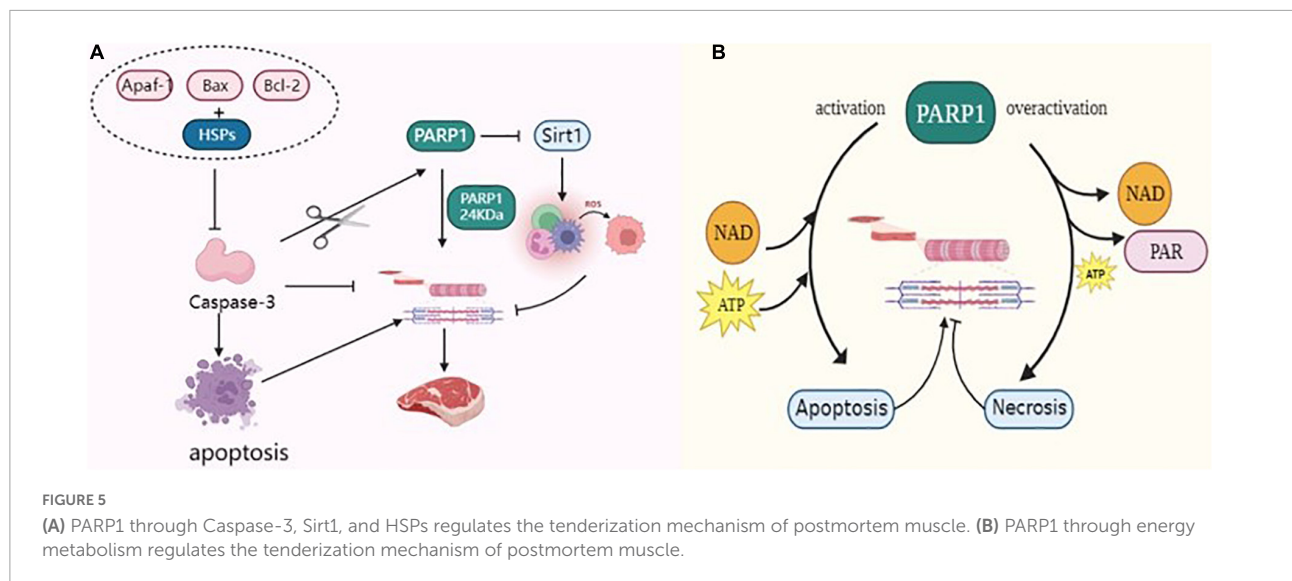 A
Apaf-1 Bax Bcl-2
+
HSPs
PARP1
Sirt1
PARP1
24KDa
ROS
Caspase-3
apoptosis
B
activation
PARP1
overactivation
NAD
NAD
PAR
ATP
ATP
Apoptosis
Necrosis
FIGURE 5
(A) PARP1 through Caspase-3, Sirt1, and HSPs regulates the tenderization mechanism of postmortem muscle. (B) PARP1 through energy
metabolism regulates the tenderization mechanism of postmortem muscle.